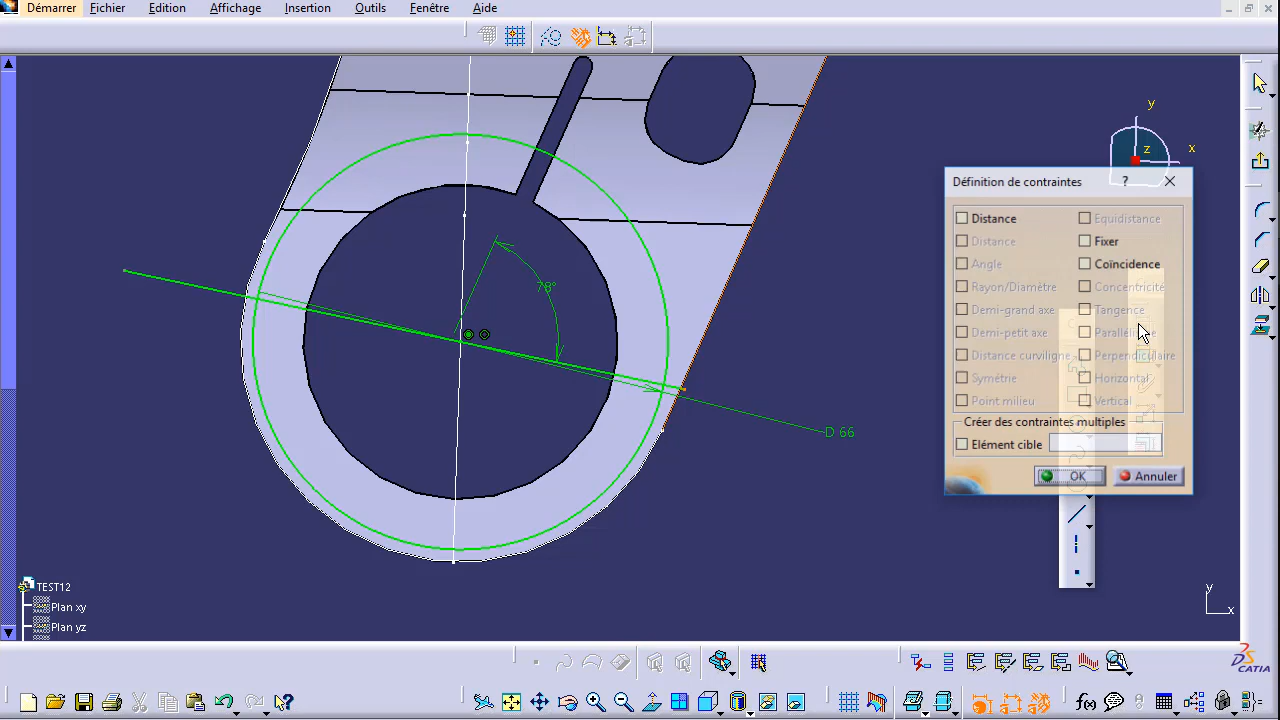 Démarrer Fichier Edition Affichage Insertion Outils Fenêtre Aide
y
x
z
Définition de contraintes ?
Distance Equidistance
Distance Fixer
Angle Coïncidence
Rayon/Diamètre Concentricité
Demi-grand axe Tangence
Demi-petit axe
Distance curviligne Perpendiculaire
Symétrie Horizontal
Point milieu Vertical
Créer des contraintes multiples
Elément cible
OK Annuler
78°
D 66
TEST12
Plan xy
Plan yz
y
x
CATIA
f(x)